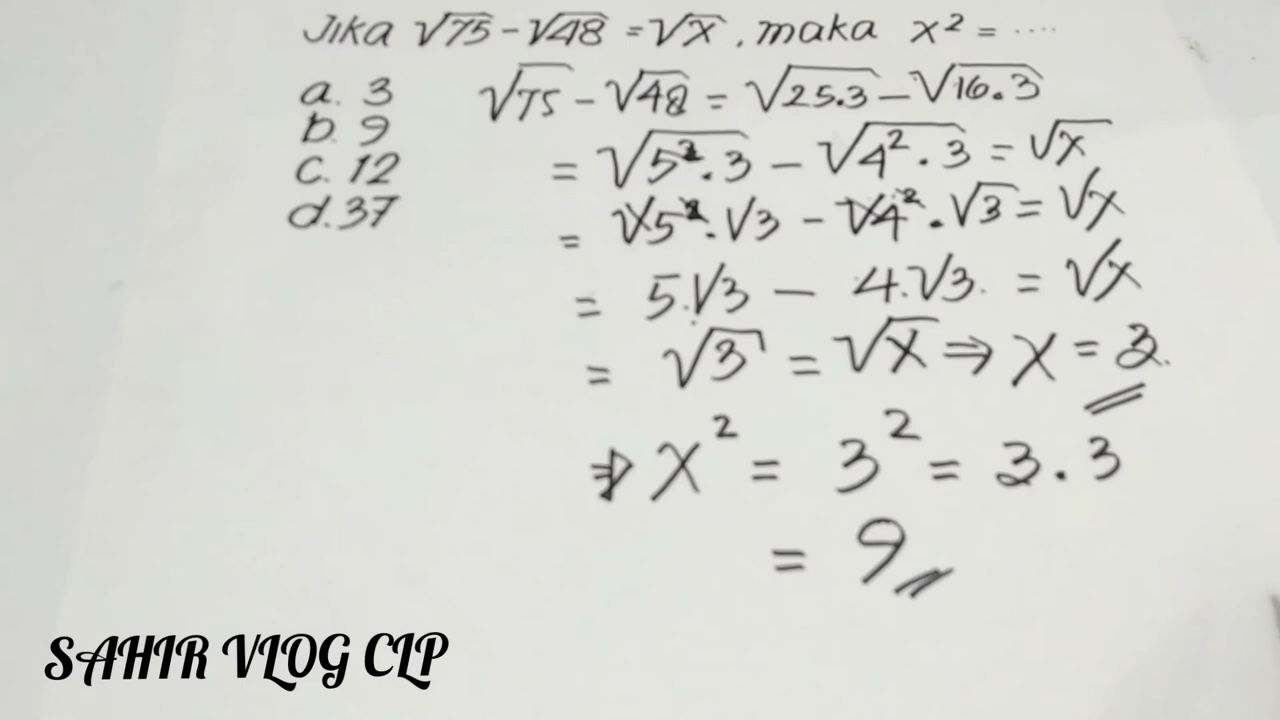 Jika √75 - √48 = √x , maka x² = ....
a. 3
b. 9
c. 12
d. 37
√75 - √48 = √25.3 - √16.3
= √5².3 - √4².3 = √x
= √5².√3 - √4².√3 = √x
= 5.√3 - 4.√3. = √x
= √3 = √x ⇒ x = 3.
⇒ x² = 3² = 3.3
= 9
SAHIR VLOG CLP